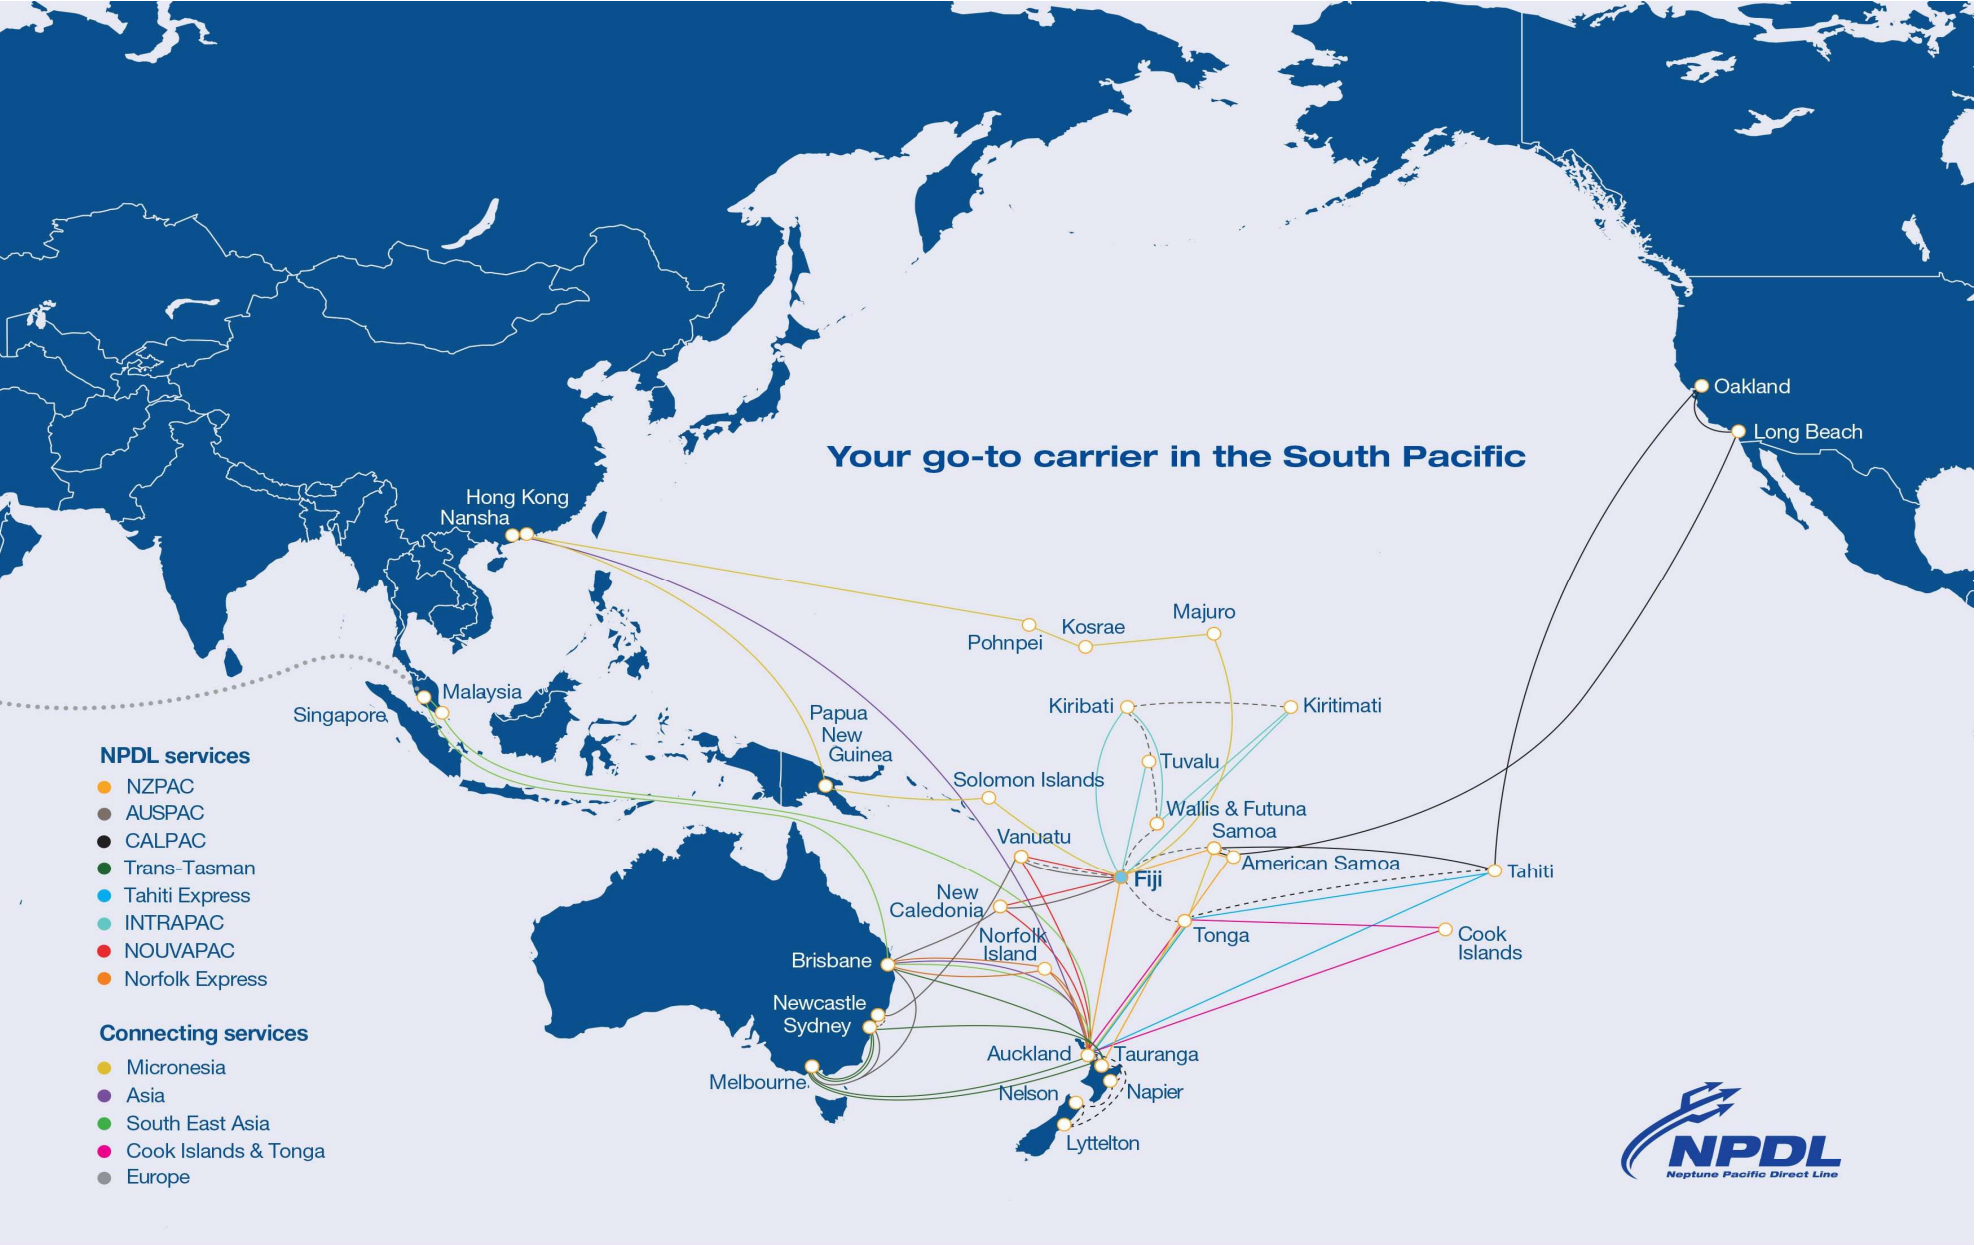 Oakland
Long Beach
Your go-to carrier in the South Pacific
Hong Kong
Nansha
Majuro
Kosrae
Pohnpei
Malaysia
Singapore
Kiribati
Kiritimati
Papua
New
Guinea
Tuvalu
Solomon Islands
Wallis & Futuna
Samoa
Vanuatu
American Samoa
Fiji
Tahiti
New
Caledonia
Norfolk
Island
Tonga
Cook
Islands
Brisbane
Newcastle
Sydney
Melbourne
Auckland
Tauranga
Nelson
Napier
Lyttelton
NPDL services
NZPAC
AUSPAC
CALPAC
Trans-Tasman
Tahiti Express
INTRAPAC
NOUVAPAC
Norfolk Express
Connecting services
Micronesia
Asia
South East Asia
Cook Islands & Tonga
Europe
NPDL
Neptune Pacific Direct Line